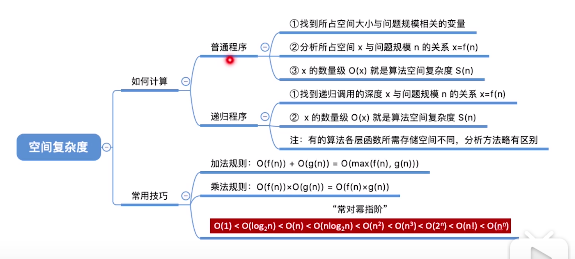 空间复杂度
如何计算
普通程序
①找到所占空间大小与问题规模相关的变量
②分析所占空间 x 与问题规模 n 的关系 x=f(n)
③ x 的数量级 O(x) 就是算法空间复杂度 S(n)
递归程序
①找到递归调用的深度 x 与问题规模 n 的关系 x=f(n)
② x 的数量级 O(x) 就是算法空间复杂度 S(n)
注：有的算法各层函数所需存储空间不同，分析方法略有区别
常用技巧
加法规则：O(f(n)) + O(g(n)) = O(max(f(n), g(n)))
乘法规则：O(f(n))×O(g(n)) = O(f(n)×g(n))
“常对幂指阶”
O(1) < O(log₂n) < O(n) < O(nlog₂n) < O(n²) < O(n³) < O(2ⁿ) < O(n!) < O(nⁿ)